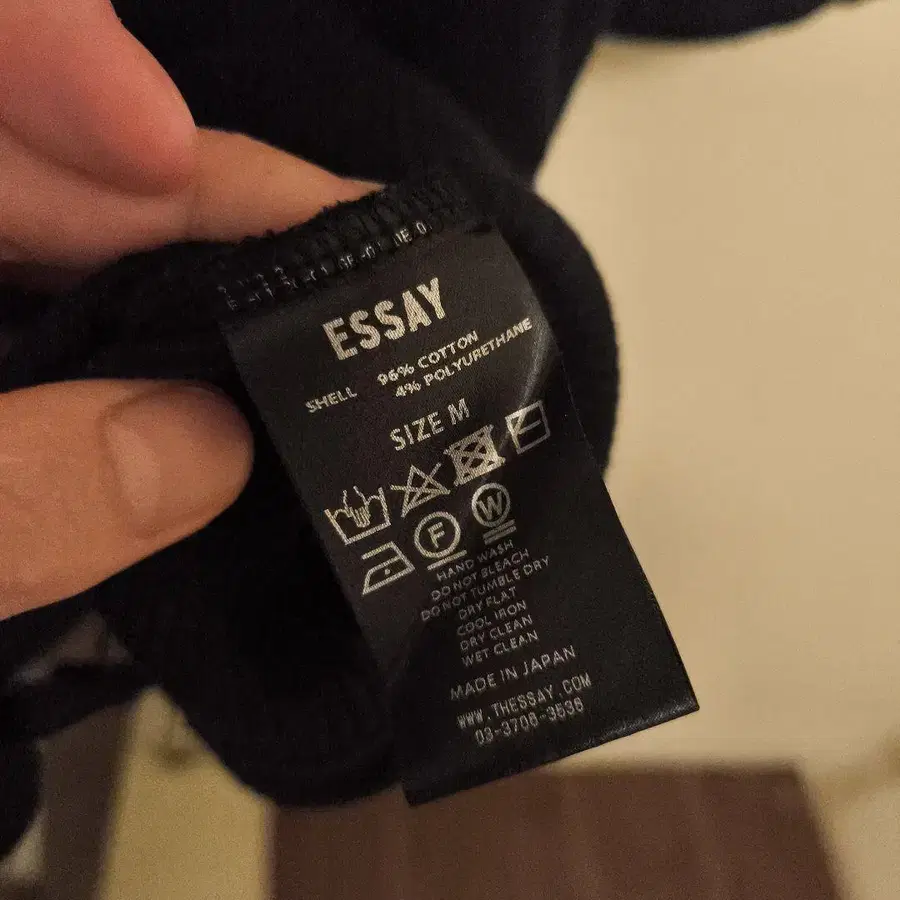 ESSAY
SHELL 96% COTTON
4% POLYURETHANE
SIZE M
F W
HAND WASH
DO NOT BLEACH
DO NOT TUMBLE DRY
DRY FLAT
COOL IRON
DRY CLEAN
WET CLEAN
MADE IN JAPAN
WWW.THESSAY.COM
03-3706-3536